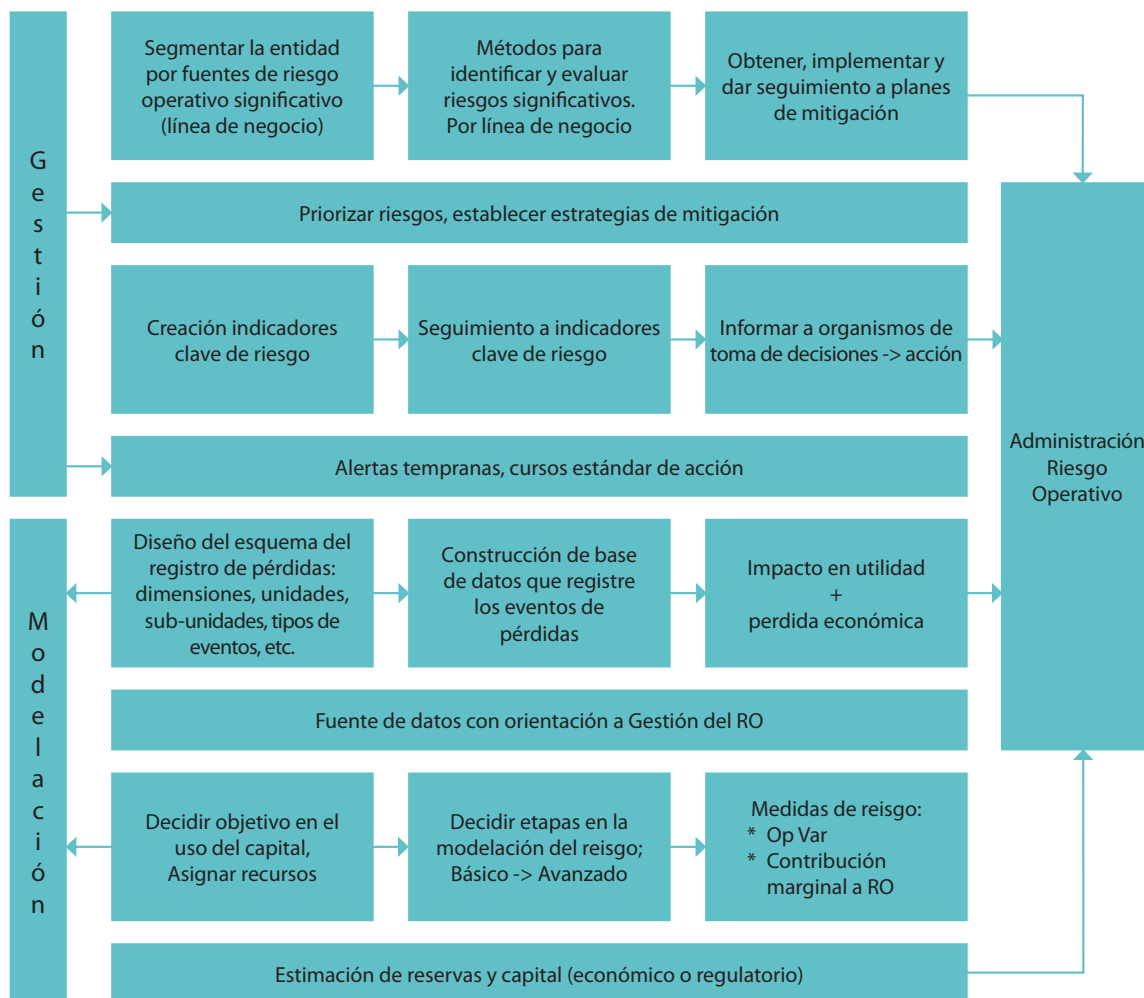 Gestión
Segmentar la entidad
por fuentes de riesgo
operativo significativo
(línea de negocio)
Métodos para
identificar y evaluar
riesgos significativos.
Por línea de negocio
Obtener, implementar y
dar seguimiento a planes
de mitigación
Priorizar riesgos, establecer estrategias de mitigación
Creación indicadores
clave de riesgo
Seguimiento a indicadores
clave de riesgo
Informar a organismos de
toma de decisiones -> acción
Alertas tempranas, cursos estándar de acción
Administración
Riesgo
Operativo
Modelación
Diseño del esquema del
registro de pérdidas:
dimensiones, unidades,
sub-unidades, tipos de
eventos, etc.
Construcción de base
de datos que registre
los eventos de
pérdidas
Impacto en utilidad
+
perdida económica
Fuente de datos con orientación a Gestión del RO
Decidir objetivo en el
uso del capital,
Asignar recursos
Decidir etapas en la
modelación del reisgo;
Básico -> Avanzado
Medidas de reisgo:
* Op Var
* Contribución
marginal a RO
Estimación de reservas y capital (económico o regulatorio)